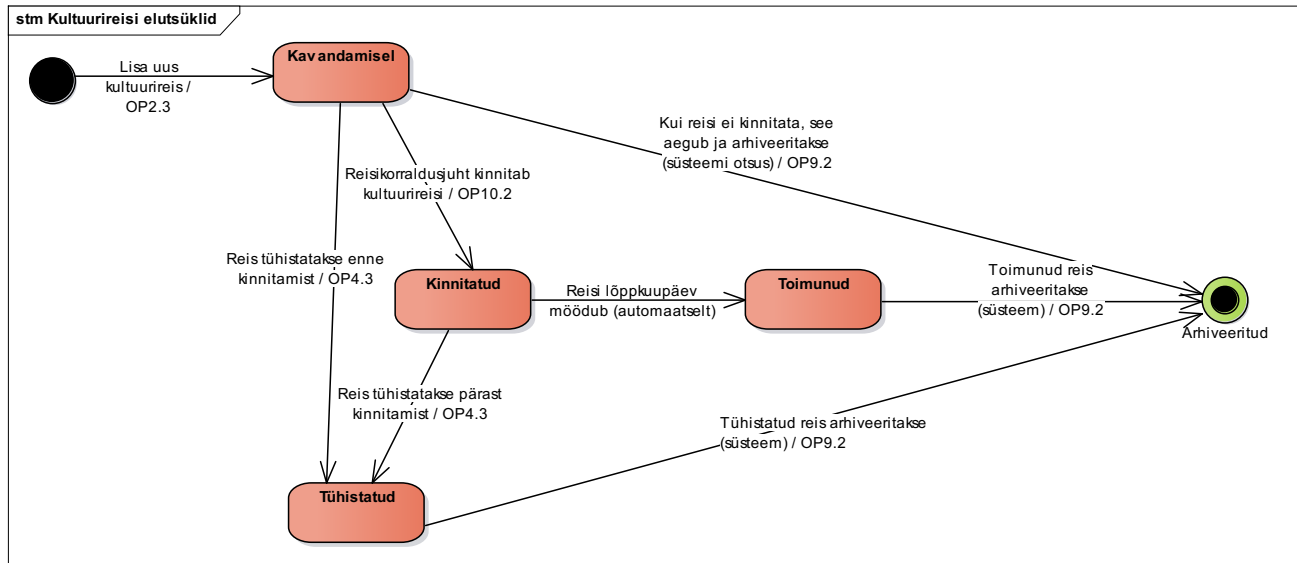 stm Kultuurireisi elutsüklid
Lisa uus
kultuurireis /
OP2.3
Kavandamisel
Kui reisi ei kinnitata, see
aegub ja arhiveeritakse
(süsteemi otsus) / OP9.2
Reisikorraldusjuht kinnitab
kultuurireisi / OP10.2
Reis tühistatakse enne
kinnitamist / OP4.3
Kinnitatud
Reisi lõppkuupäev
möödub (automaatselt)
Toimunud
Toimunud reis
arhiveeritakse
(süsteem) / OP9.2
Arhiveeritud
Reis tühistatakse pärast
kinnitamist / OP4.3
Tühistatud reis arhiveeritakse
(süsteem) / OP9.2
Tühistatud